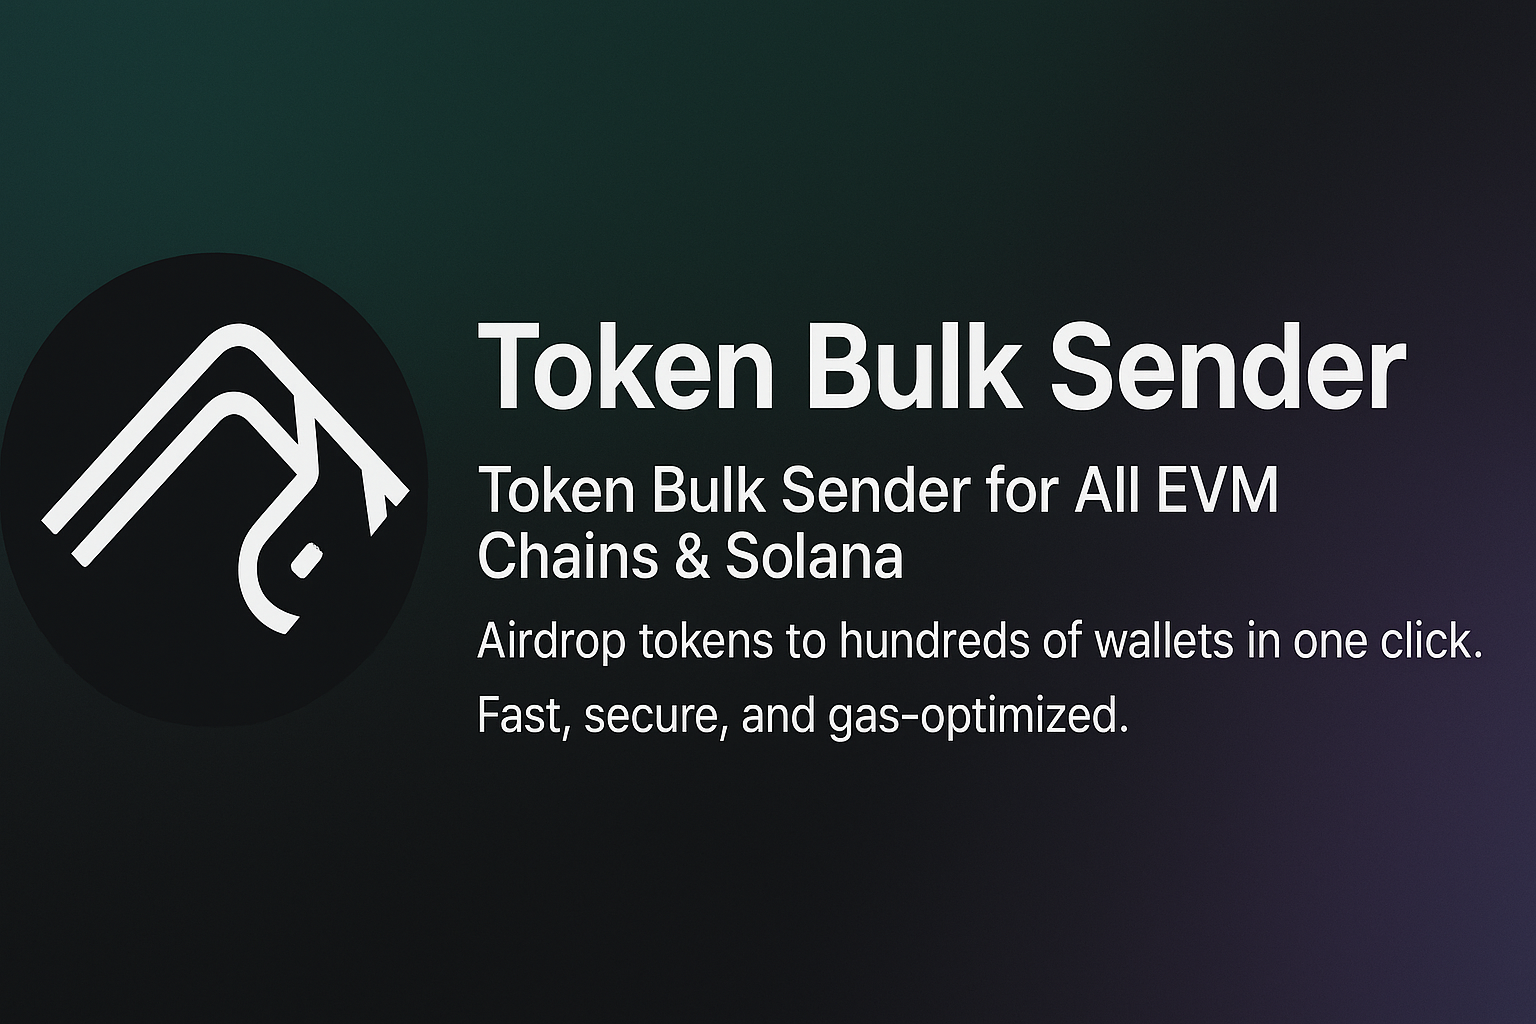 Token Bulk Sender
Token Bulk Sender for All EVM
Chains & Solana
Airdrop tokens to hundreds of wallets in one click.
Fast, secure, and gas-optimized.